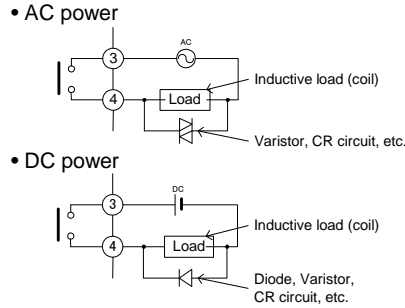 • AC power
AC
3
Inductive load (coil)
4
Load
Varistor, CR circuit, etc.
• DC power
DC
3
Inductive load (coil)
4
Load
Diode, Varistor,
CR circuit, etc.